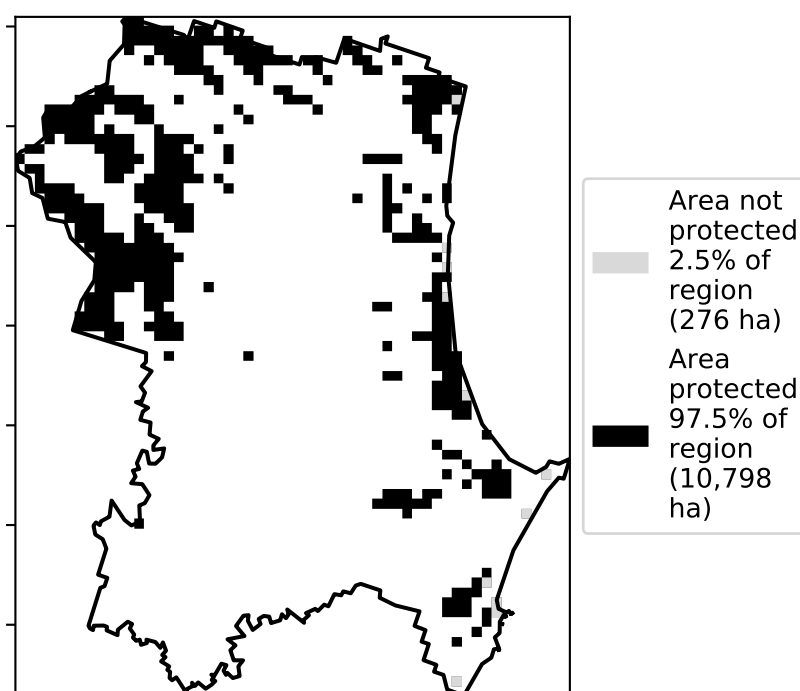 Area not
protected
2.5% of
region
(276 ha)
Area
protected
97.5% of
region
(10,798
ha)